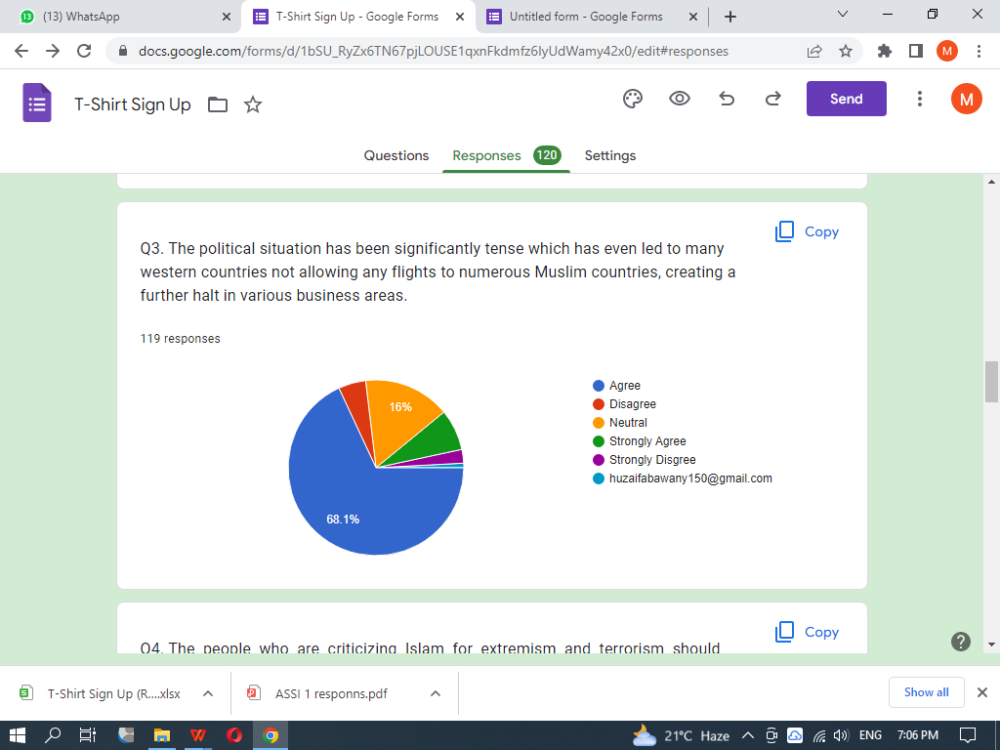 13 (13) WhatsApp
T-Shirt Sign Up - Google Forms
Untitled form - Google Forms
docs.google.com/forms/d/1bSU_RyZx6TN67pjLOUSE1qxnFkdmfz6lyUdWamy42x0/edit#responses
M
T-Shirt Sign Up
Send
M
Questions
Responses 120
Settings
Copy
Q3. The political situation has been significantly tense which has even led to many
western countries not allowing any flights to numerous Muslim countries, creating a
further halt in various business areas.
119 responses
16%
68.1%
Agree
Disagree
Neutral
Strongly Agree
Strongly Disgree
huzaifabawany150@gmail.com
Copy
Q4. The people who are criticizing Islam for extremism and terrorism should
T-Shirt Sign Up (R....xlsx
ASSI 1 responns.pdf
Show all
21°C Haze
ENG
7:06 PM